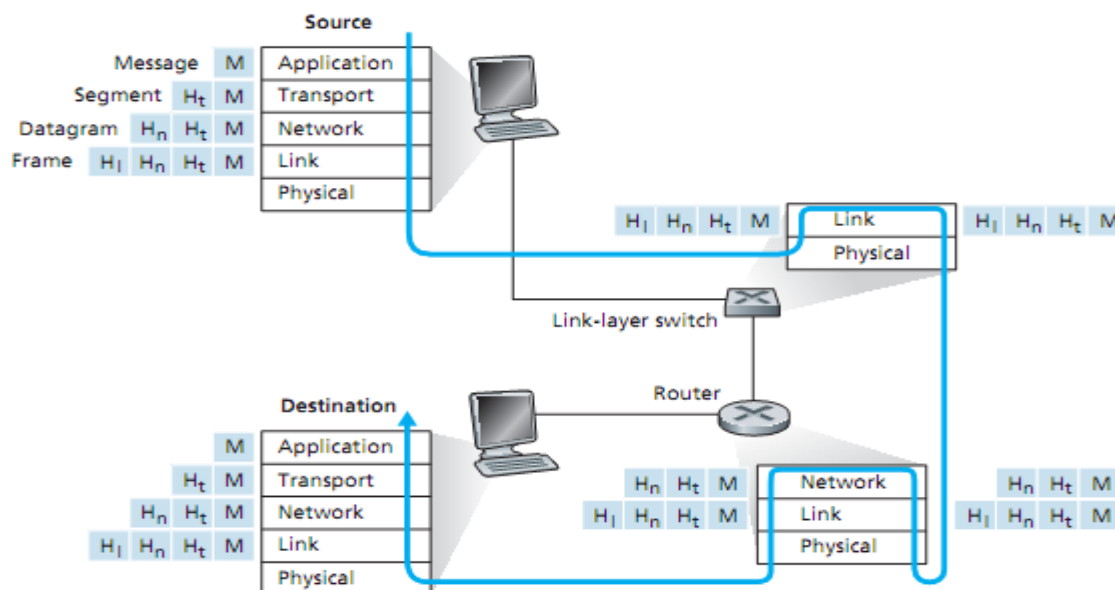 Source
Message M Application
Segment Ht M Transport
Datagram Hn Ht M Network
Frame Hl Hn Ht M Link
Physical
Hl Hn Ht M Link Hl Hn Ht M
Physical
Link-layer switch
Router
Destination
M Application
Ht M Transport
Hn Ht M Network
Hl Hn Ht M Link
Physical
Hn Ht M Network Hn Ht M
Hl Hn Ht M Link Hl Hn Ht M
Physical